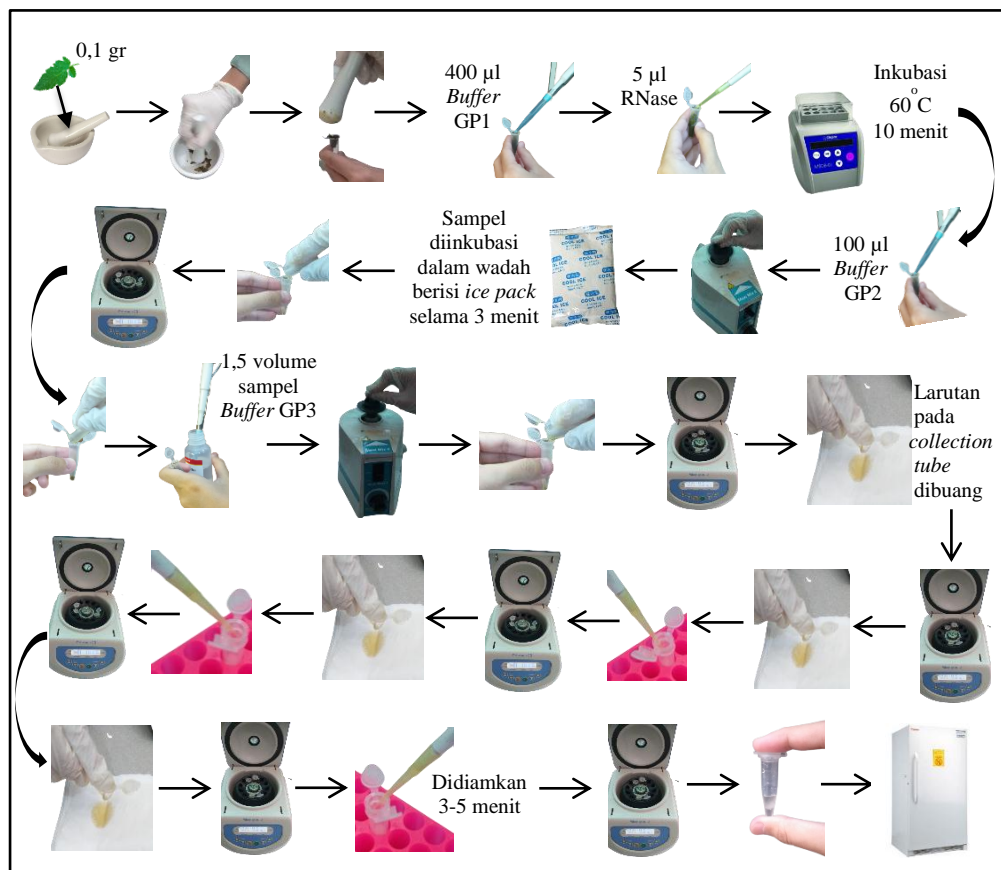 0,1 gr
400 µl
Buffer
GP1
5 µl
RNase
Inkubasi
60°C
10 menit
100 µl
Buffer
GP2
COOL ICE
Sampel
diinkubasi
dalam wadah
berisi ice pack
selama 3 menit
1,5 volume
sampel
Buffer GP3
Larutan
pada
collection
tube
dibuang
Didiamkan
3-5 menit